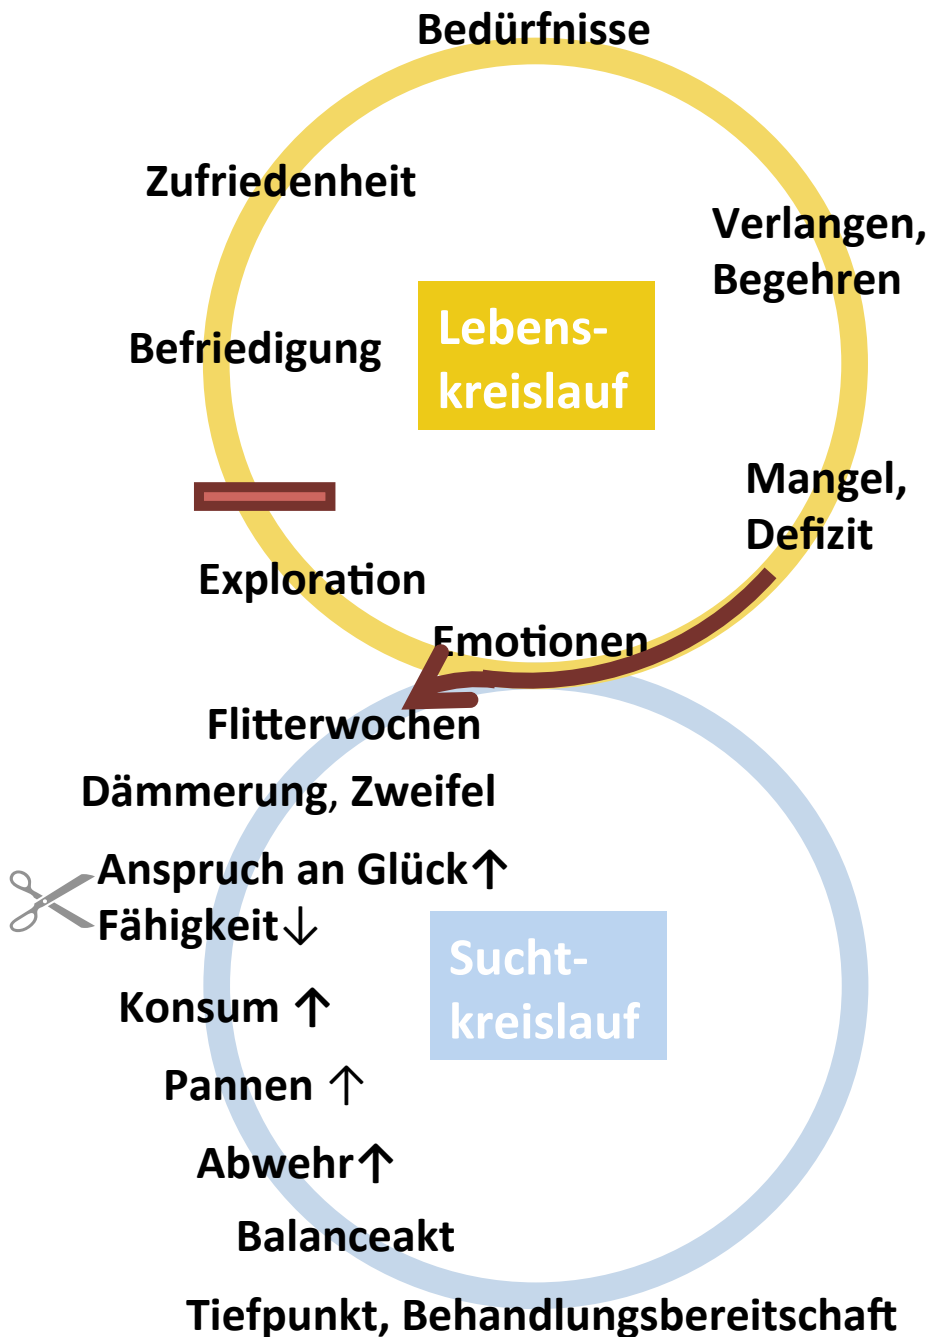 Bedürfnisse
Zufriedenheit
Verlangen,
Begehren
Lebens-
kreislauf
Befriedigung
Mangel,
Defizit
Exploration
Emotionen
Flitterwochen
Dämmerung, Zweifel
Anspruch an Glück↑
Fähigkeit↓
Sucht-
kreislauf
Konsum ↑
Pannen ↑
Abwehr↑
Balanceakt
Tiefpunkt, Behandlungsbereitschaft